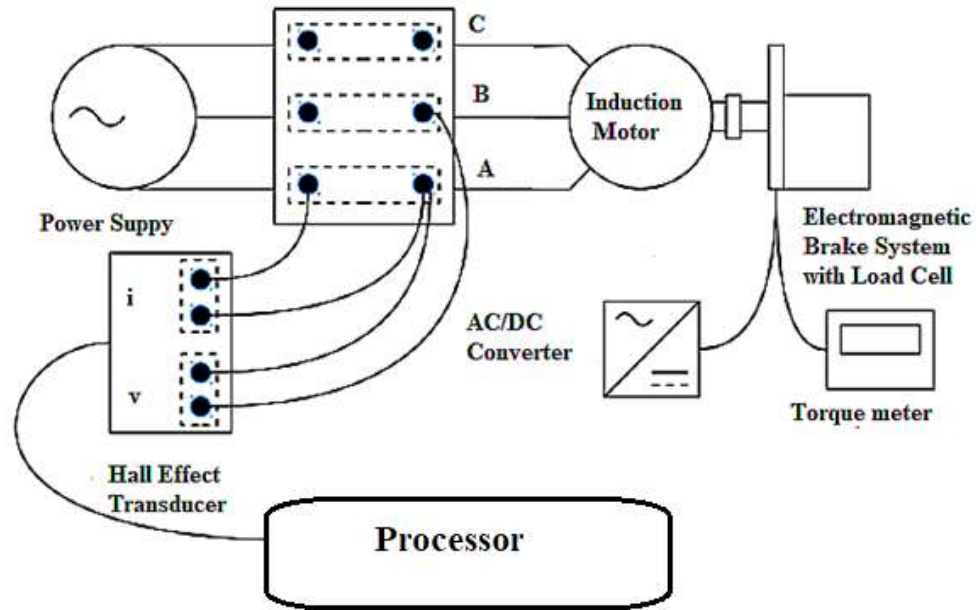 C
B
A
Induction
Motor
Power Suppy
Electromagnetic
Brake System
with Load Cell
i
v
AC/DC
Converter
Torque meter
Hall Effect
Transducer
Processor